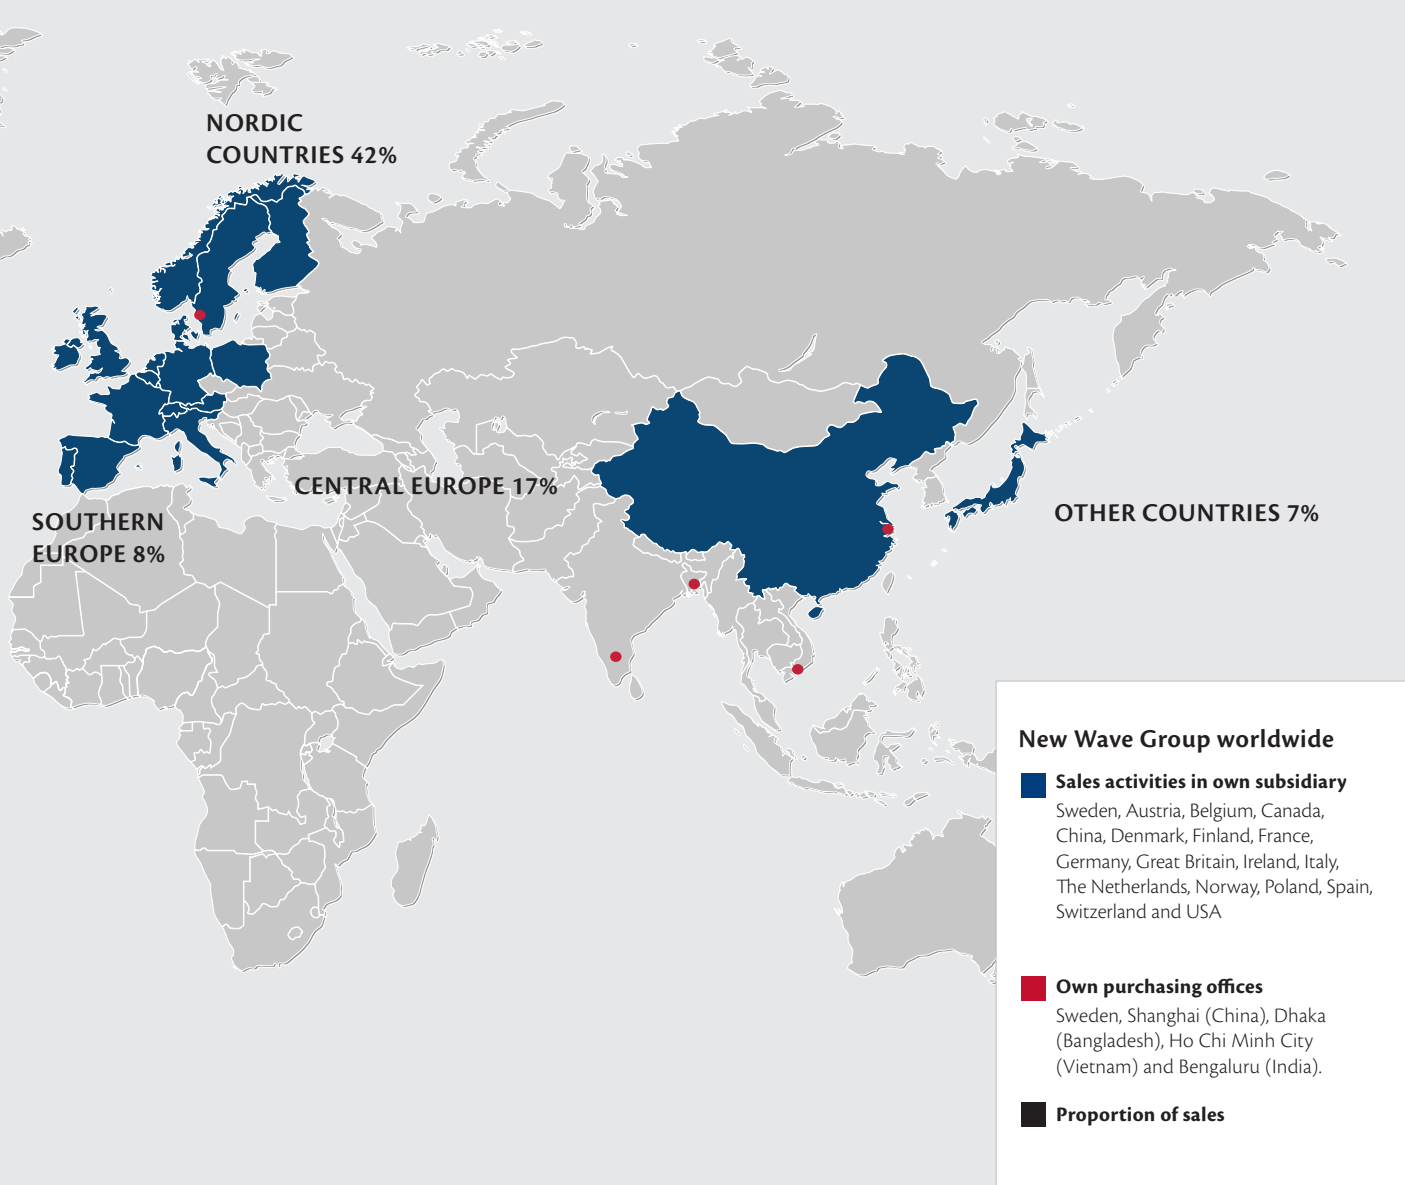 NORDIC
COUNTRIES 42%
CENTRAL EUROPE 17%
SOUTHERN
EUROPE 8%
OTHER COUNTRIES 7%
New Wave Group worldwide
Sales activities in own subsidiary
Sweden, Austria, Belgium, Canada,
China, Denmark, Finland, France,
Germany, Great Britain, Ireland, Italy,
The Netherlands, Norway, Poland, Spain,
Switzerland and USA
Own purchasing offices
Sweden, Shanghai (China), Dhaka
(Bangladesh), Ho Chi Minh City
(Vietnam) and Bengaluru (India).
Proportion of sales